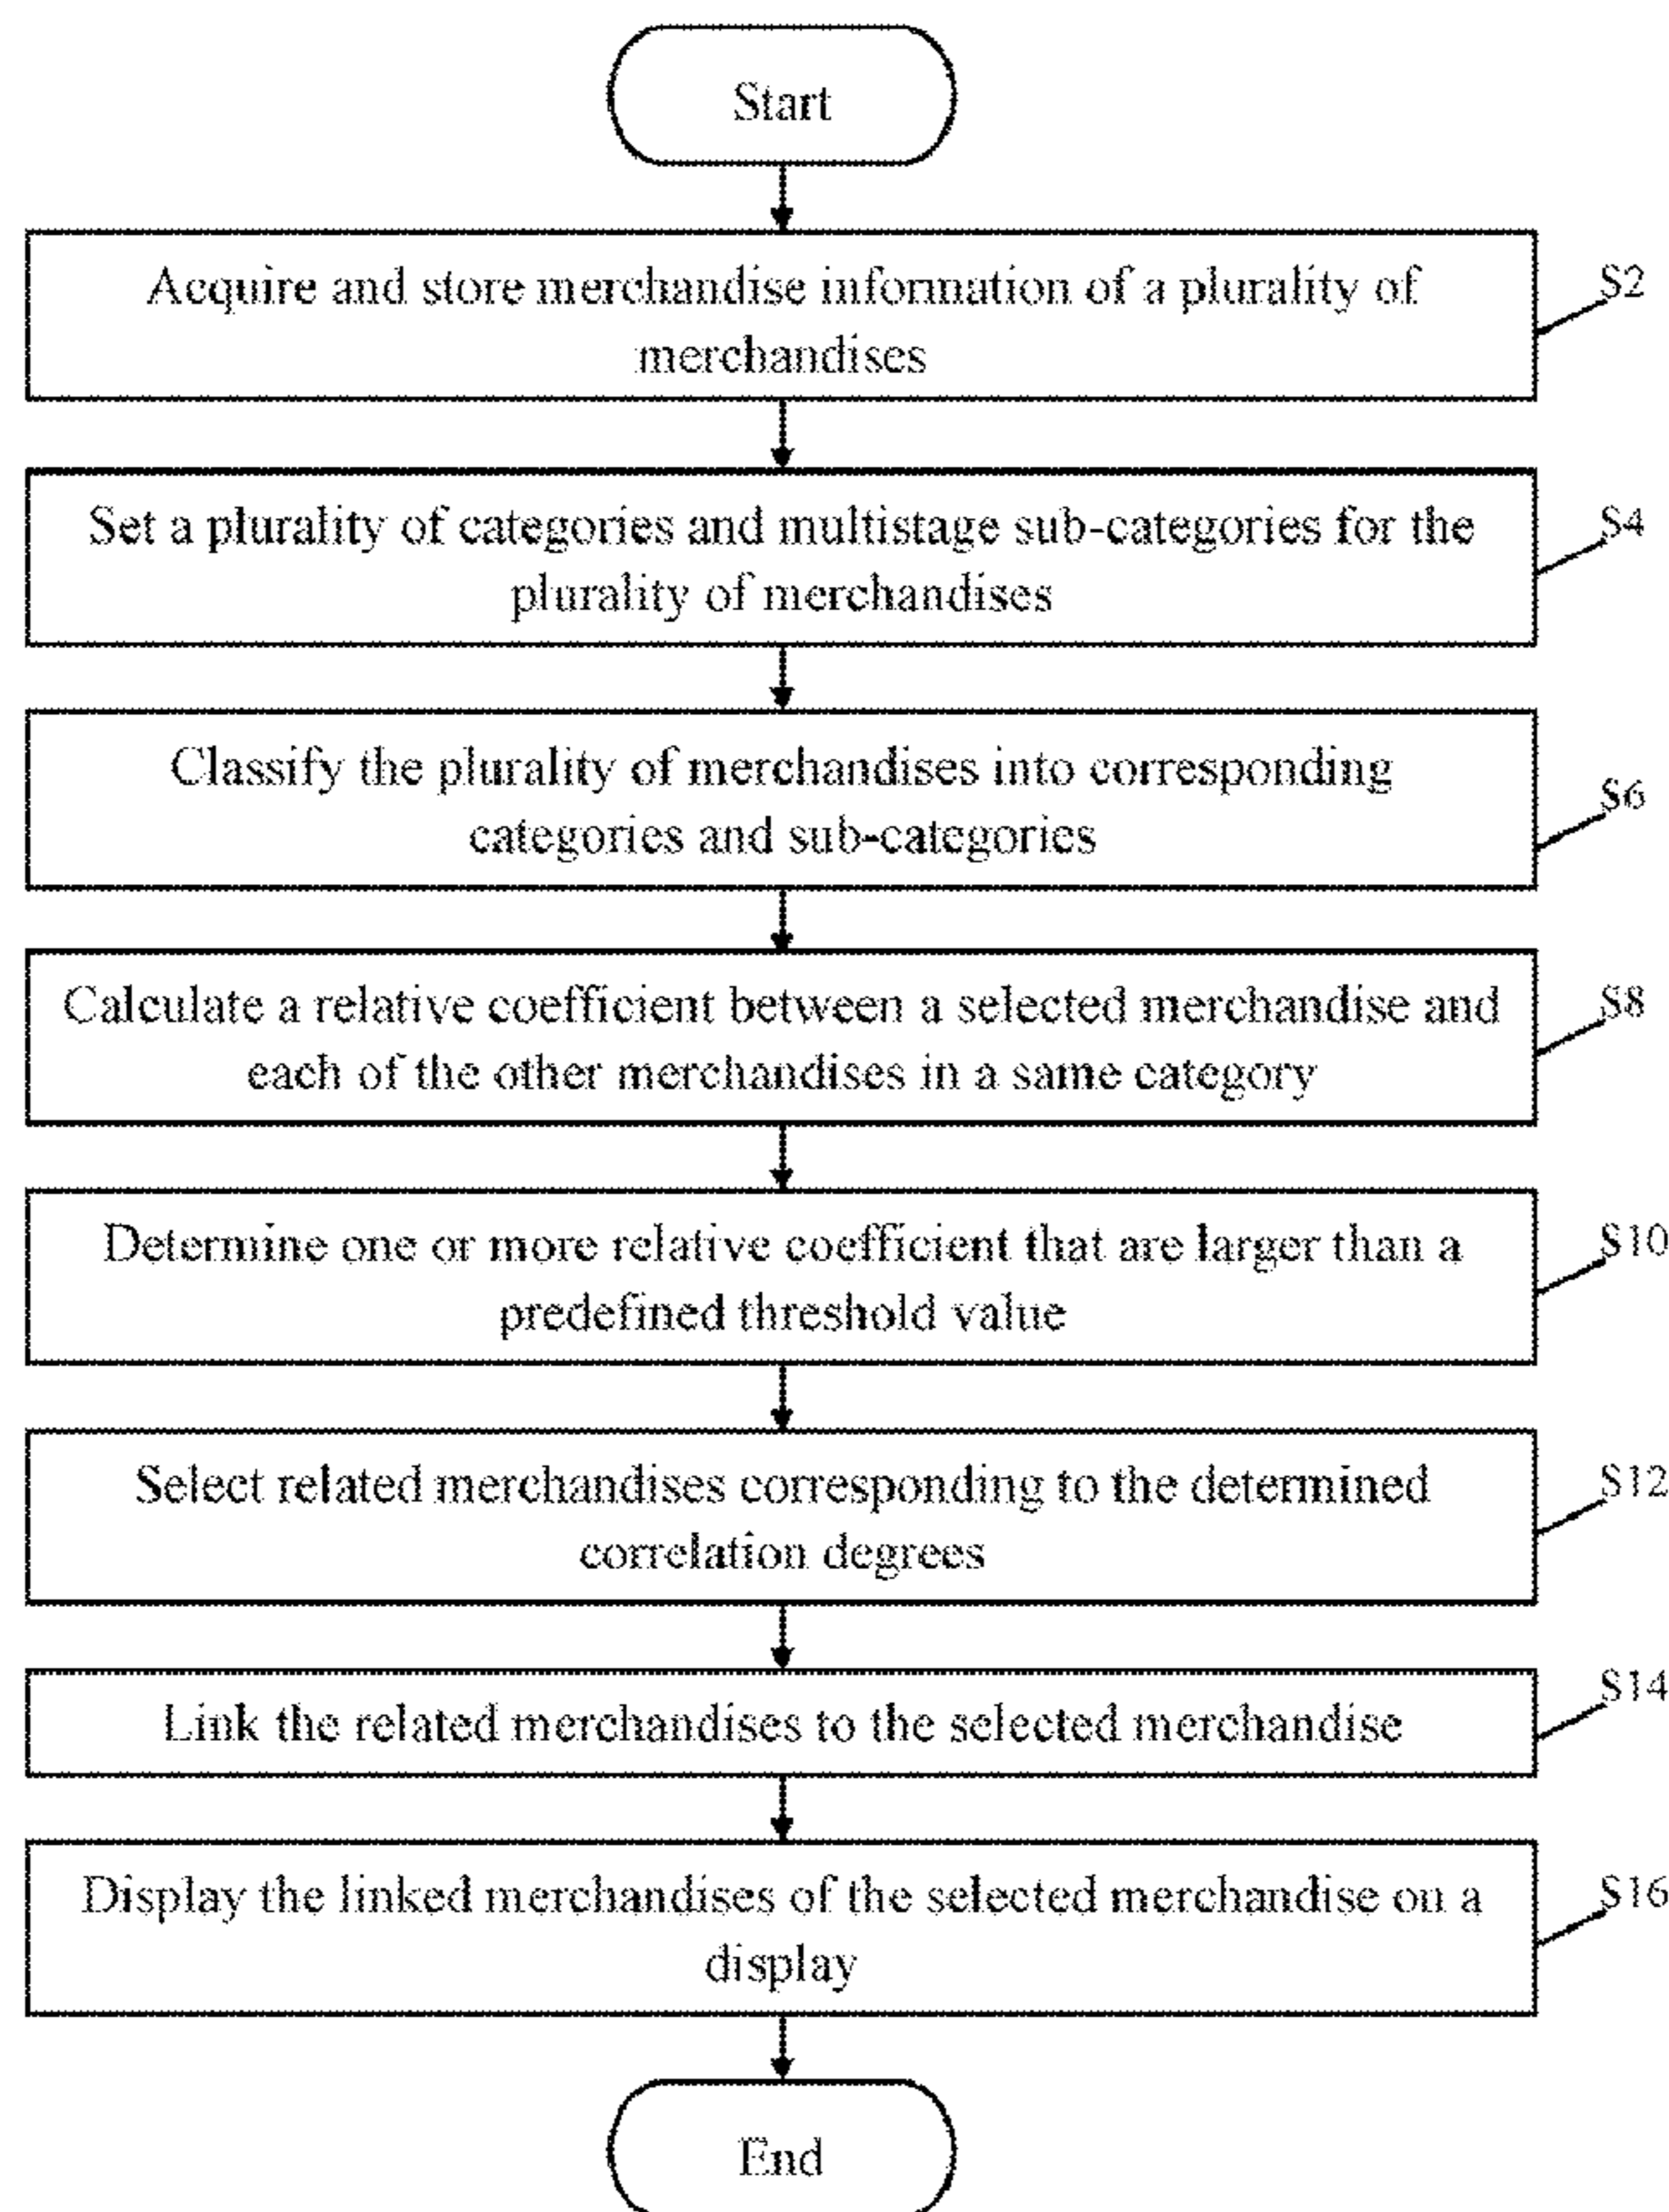 Start
Acquire and store merchandise information of a plurality of
merchandises
S2
Set a plurality of categories and multistage sub-categories for the
plurality of merchandises
S4
Classify the plurality of merchandises into corresponding
categories and sub-categories
S6
Calculate a relative coefficient between a selected merchandise and
each of the other merchandises in a same category
S8
Determine one or more relative coefficient that are larger than a
predefined threshold value
S10
Select related merchandises corresponding to the determined
correlation degrees
S12
Link the related merchandises to the selected merchandise
S14
Display the linked merchandises of the selected merchandise on a
display
S16
End